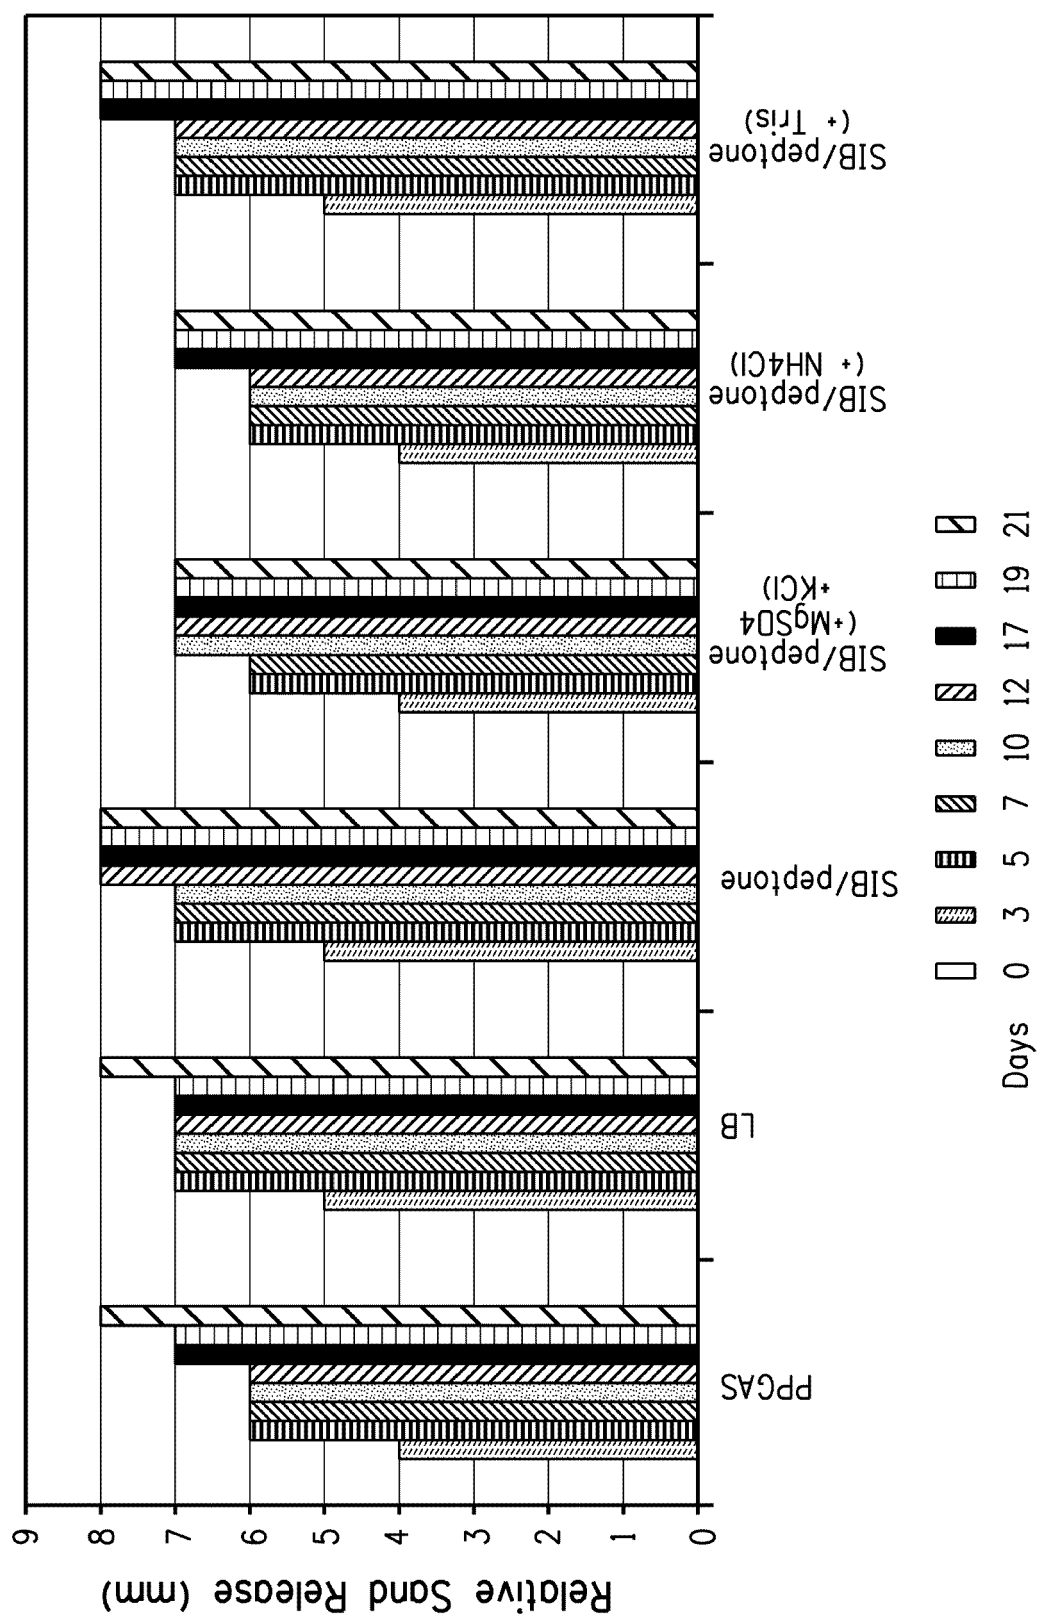 Relative Sand Release (mm)
9
8
7
6
5
4
3
2
1
0
PPGAS
LB
SIB/peptone
SIB/peptone
(+MgSO4
+KCl)
SIB/peptone
(+ NH4Cl)
SIB/peptone
(+ Tris)
Days 0 3 5 7 10 12 17 19 21